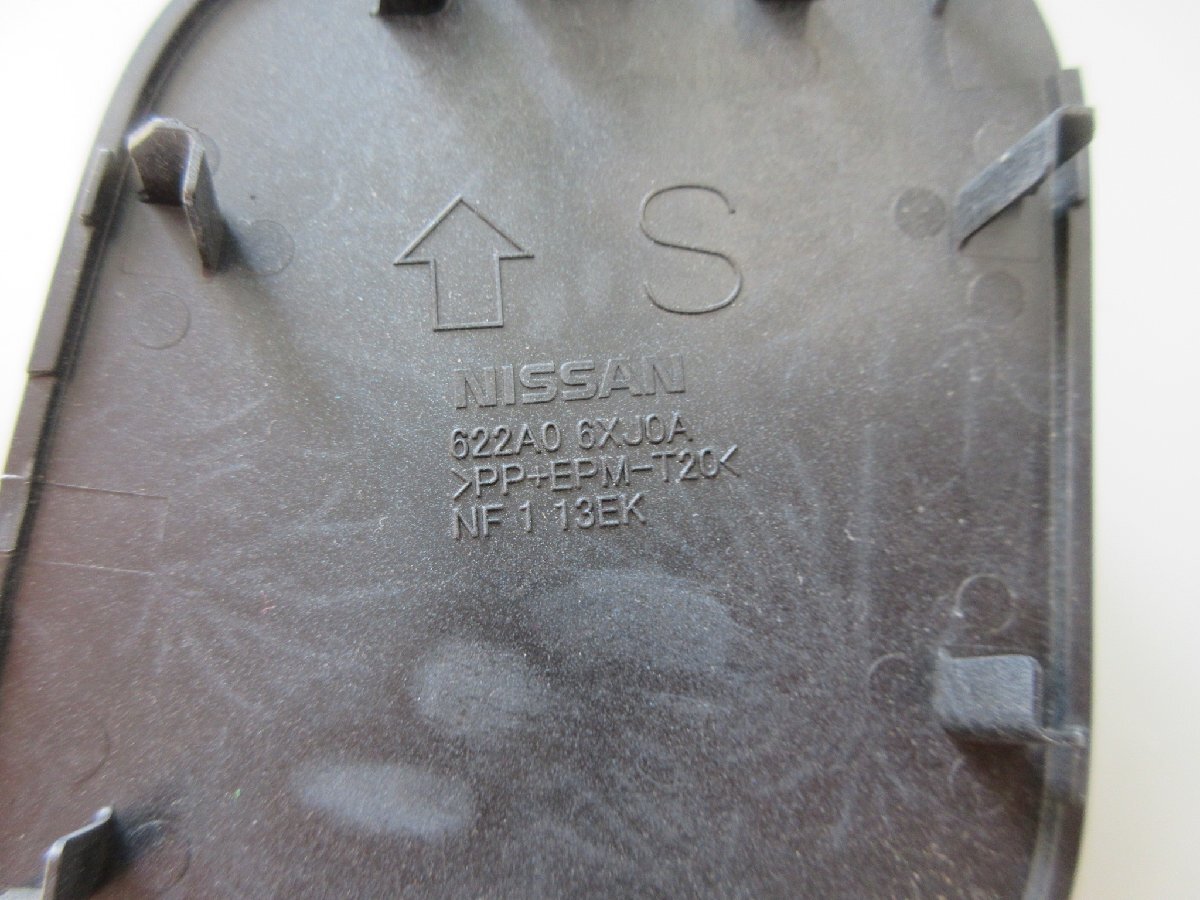 S
NISSAN
622A0 6XJ0A
>PP+EPM-T20<
NF 1 13EK